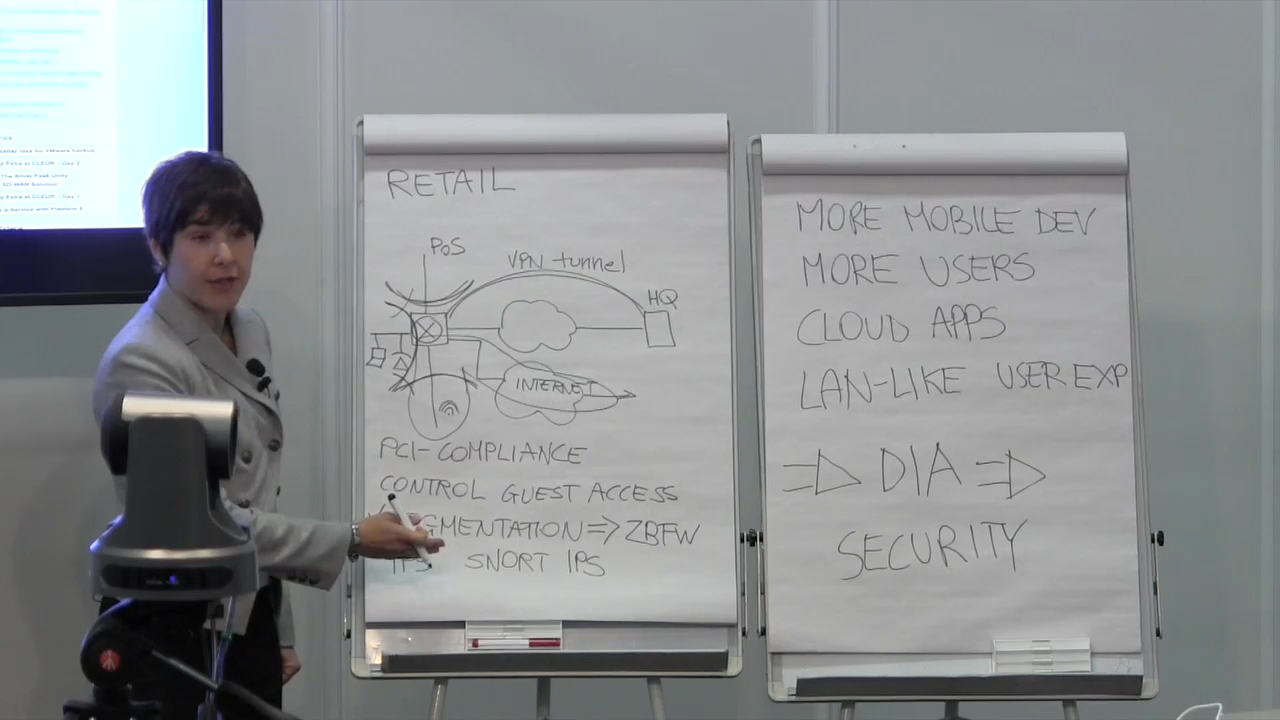 RETAIL
PoS
VPN tunnel
HQ
INTERNET
PCI-COMPLIANCE
CONTROL GUEST ACCESS
GMENTATION => ZBFW
SNORT IPS
MORE MOBILE DEV
MORE USERS
CLOUD APPS
LAN-LIKE USER EXP
=> DIA =>
SECURITY